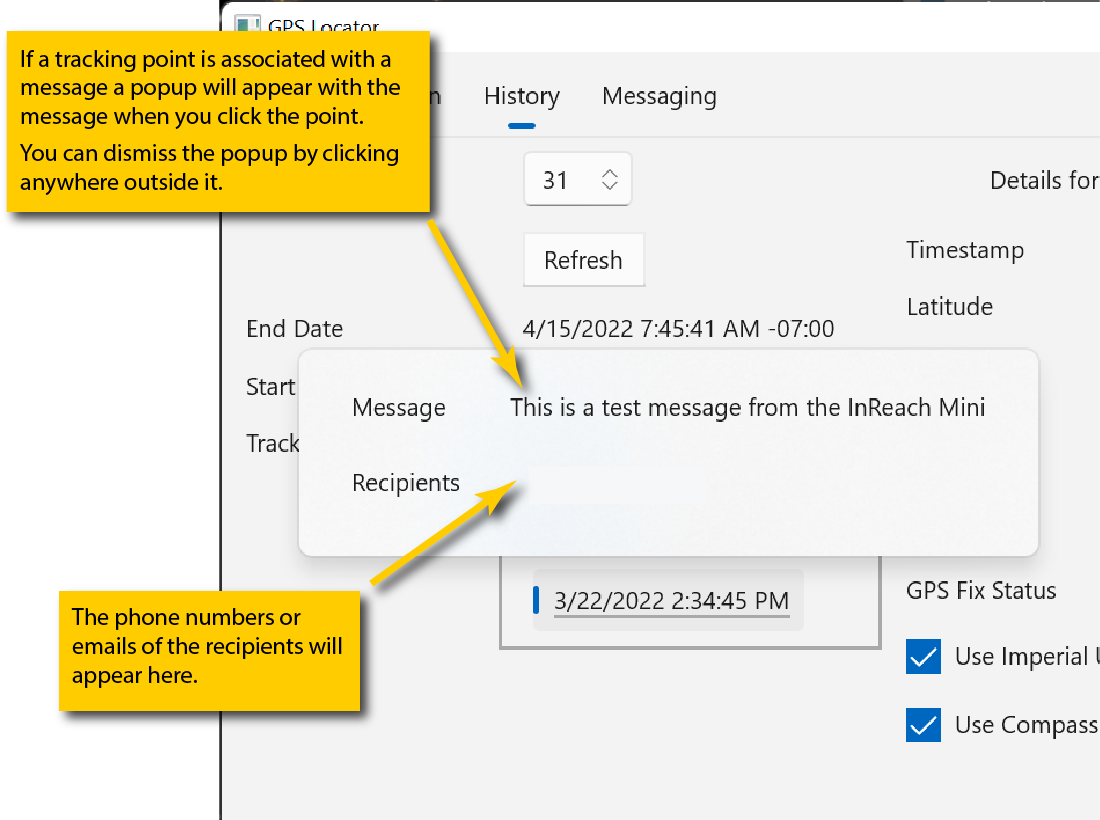 GPS Locator
If a tracking point is associated with a
message a popup will appear with the
message when you click the point.
You can dismiss the popup by clicking
anywhere outside it.
History Messaging
31
Details for
Refresh
Timestamp
Latitude
End Date 4/15/2022 7:45:41 AM -07:00
Start
Track
Message This is a test message from the InReach Mini
Recipients
3/22/2022 2:34:45 PM
GPS Fix Status
The phone numbers or
emails of the recipients will
appear here.
Use Imperial
Use Compass